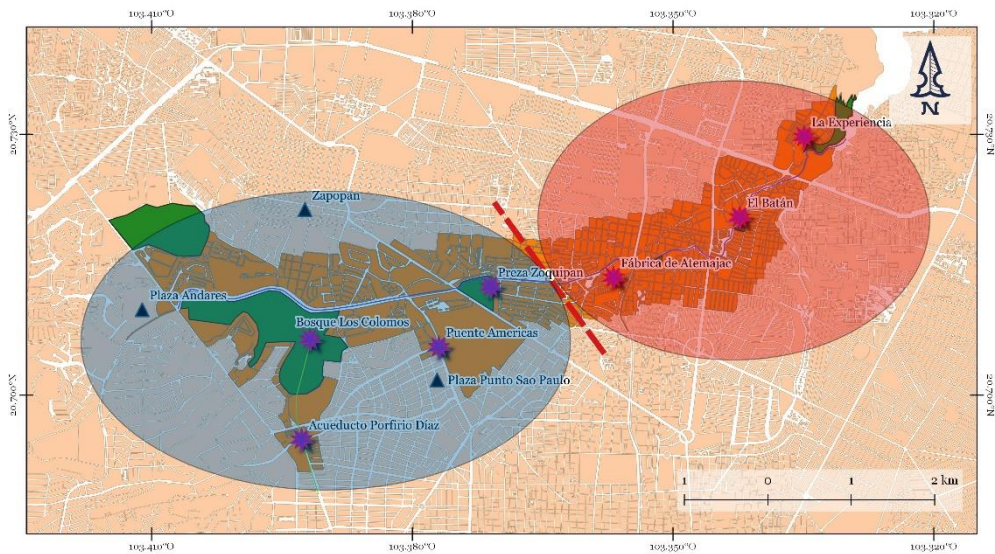 103.410°O 103.380°O 103.350°O 103.320°O
N
La Experiencia
20.730°N 20.730°N
Zapopan
El Batán
Fábrica de Atemajac
Preza Zoquipan
Plaza Andares
Bosque Los Colomos
Puente Americas
Plaza Punto Sao Paulo
20.700°N 20.700°N
Acueducto Porfirio Díaz
1 0 1 2 km
103.410°O 103.380°O 103.350°O 103.320°O